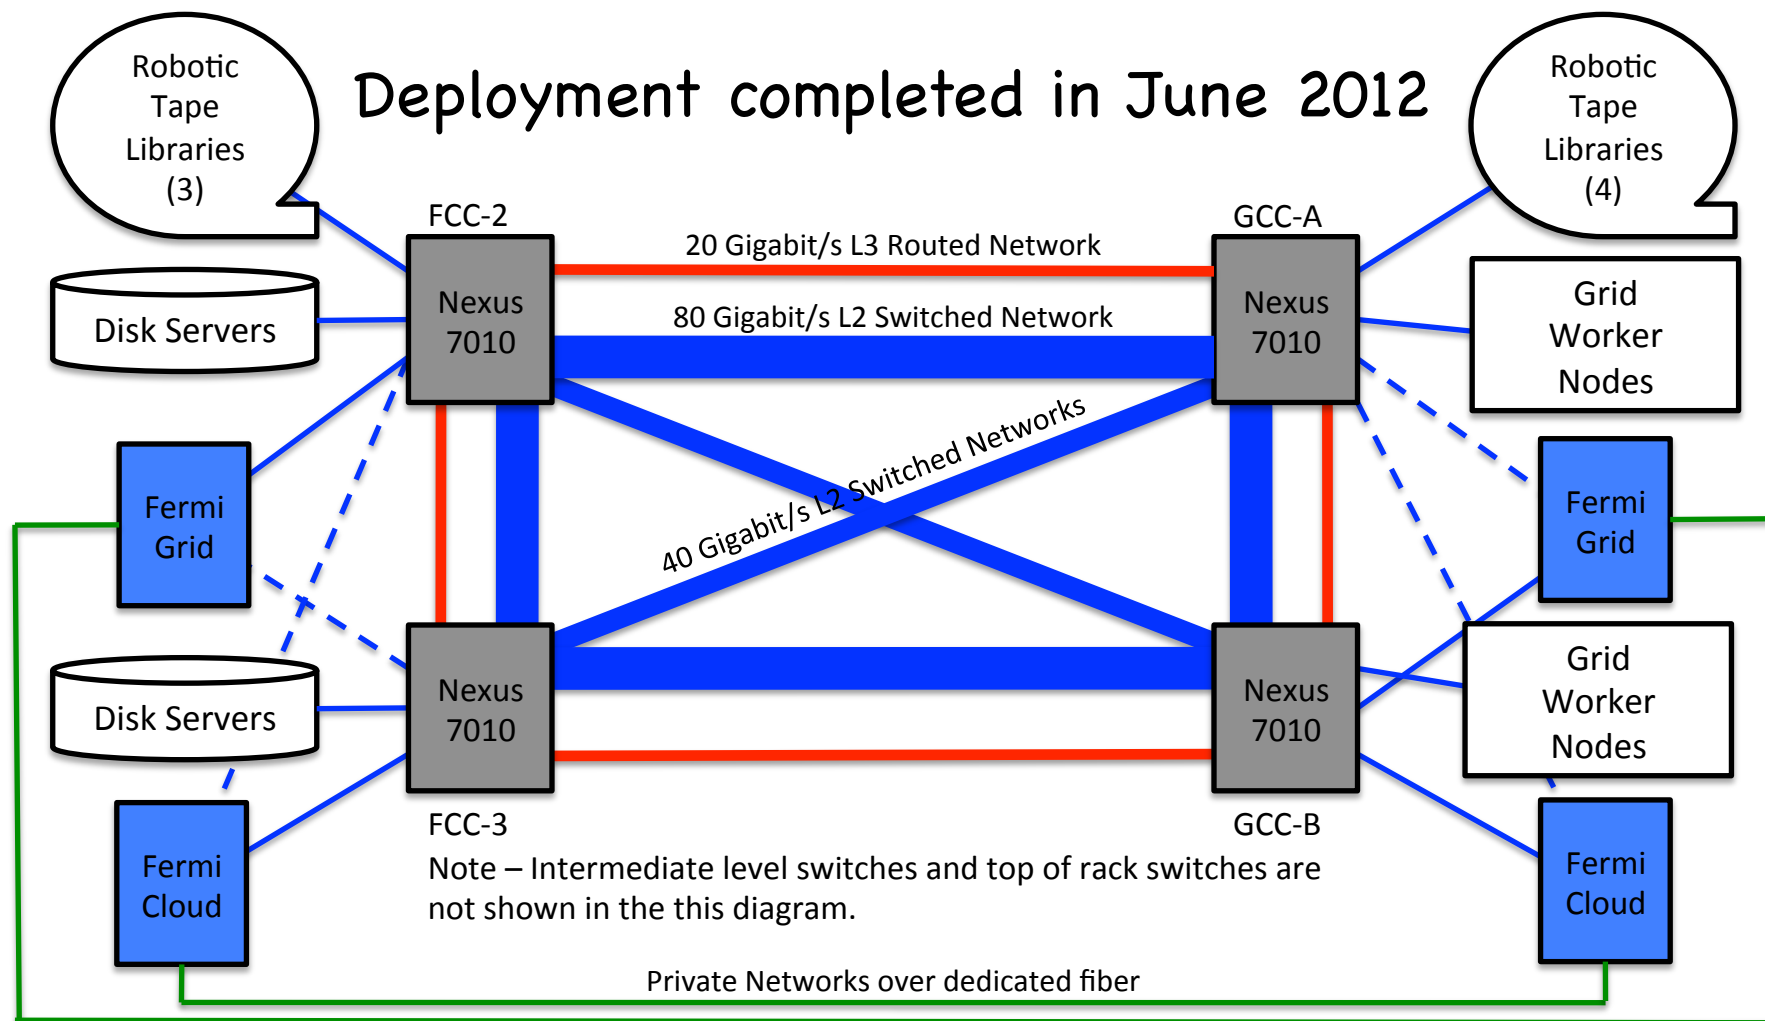 Deployment completed in June 2012
Robotic
Tape
Libraries
(3)
Robotic
Tape
Libraries
(4)
FCC-2
GCC-A
20 Gigabit/s L3 Routed Network
Nexus
7010
Nexus
7010
80 Gigabit/s L2 Switched Network
Disk Servers
Grid
Worker
Nodes
40 Gigabit/s L2 Switched Networks
Fermi
Grid
Fermi
Grid
Disk Servers
Nexus
7010
Nexus
7010
Grid
Worker
Nodes
FCC-3
GCC-B
Note – Intermediate level switches and top of rack switches are
not shown in the this diagram.
Fermi
Cloud
Fermi
Cloud
Private Networks over dedicated fiber